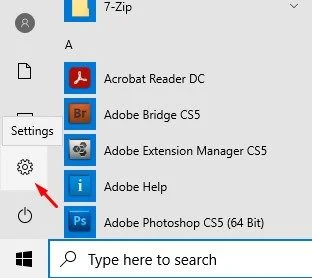 7-Zip
A
Acrobat Reader DC
Br Adobe Bridge CS5
Settings
Adobe Extension Manager CS5
i Adobe Help
Ps Adobe Photoshop CS5 (64 Bit)
Type here to search